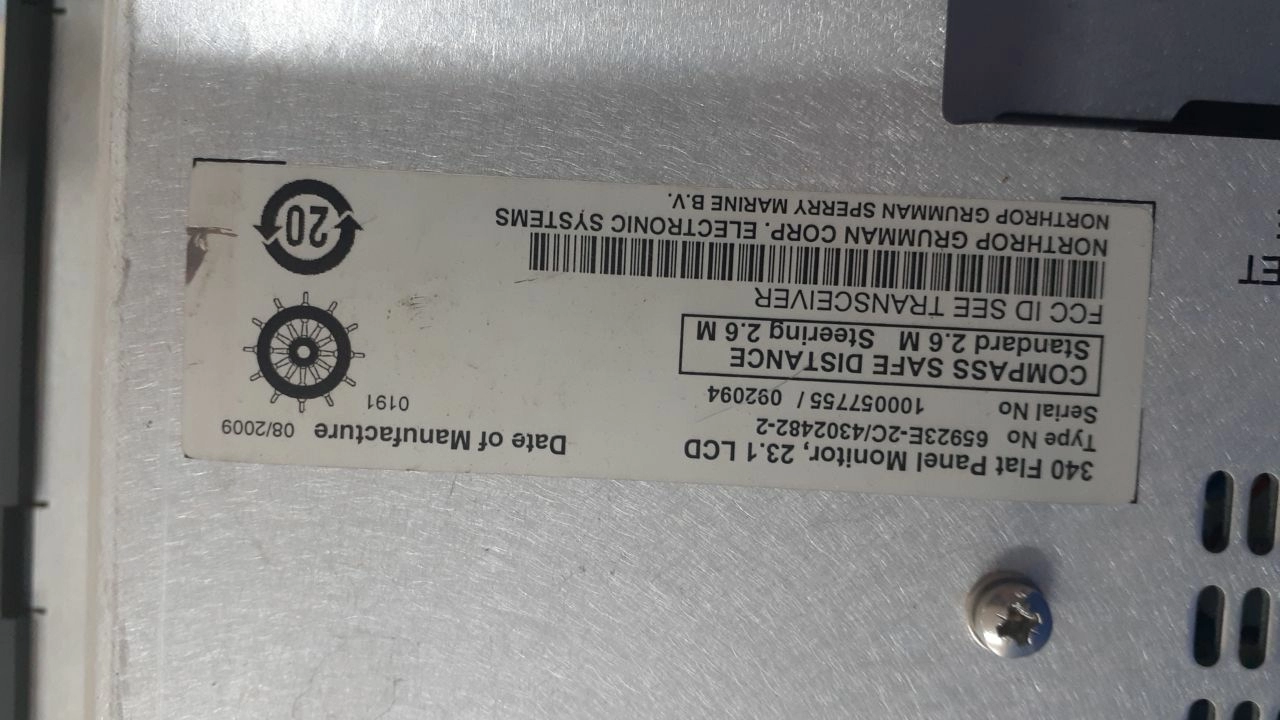 340 Flat Panel Monitor, 23.1 LCD
Date of Manufacture 08/2009
Type No 65923E-2C/4302482-2
Serial No 100057755 / 092094
0191
COMPASS SAFE DISTANCE
Standard 2.6 M Steering 2.6 M
FCC ID SEE TRANSCEIVER
NORTHROP GRUMMAN CORP. ELECTRONIC SYSTEMS
NORTHROP GRUMMAN SPERRY MARINE B.V.
20